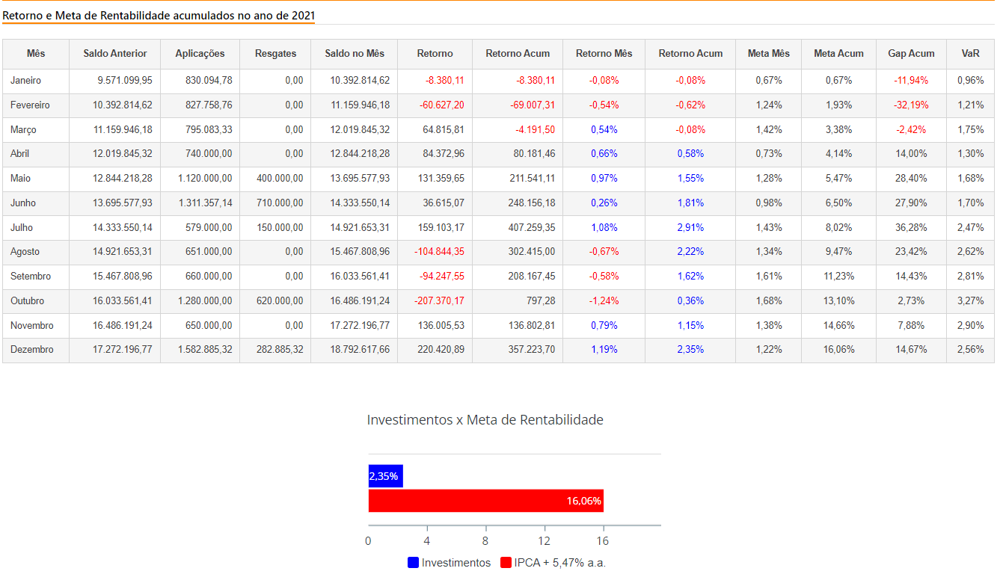 Retorno e Meta de Rentabilidade acumulados no ano de 2021
Mês Saldo Anterior Aplicações Resgates Saldo no Mês Retorno Retorno Acum Retorno Mês Retorno Acum Meta Mês Meta Acum Gap Acum VaR
Janeiro 9.571.099,95 830.094,78 0,00 10.392.814,62 -8.380,11 -8.380,11 -0,08% -0,08% 0,67% 0,67% -11,94% 0,96%
Fevereiro 10.392.814,62 827.758,76 0,00 11.159.946,18 -60.627,20 -69.007,31 -0,54% -0,62% 1,24% 1,93% -32,19% 1,21%
Março 11.159.946,18 795.083,33 0,00 12.019.845,32 64.815,81 -4.191,50 0,54% -0,08% 1,42% 3,38% -2,42% 1,75%
Abril 12.019.845,32 740.000,00 0,00 12.844.218,28 84.372,96 80.181,46 0,66% 0,58% 0,73% 4,14% 14,00% 1,30%
Maio 12.844.218,28 1.120.000,00 400.000,00 13.695.577,93 131.359,65 211.541,11 0,97% 1,55% 1,28% 5,47% 28,40% 1,68%
Junho 13.695.577,93 1.311.357,14 710.000,00 14.333.550,14 36.615,07 248.156,18 0,26% 1,81% 0,98% 6,50% 27,90% 1,70%
Julho 14.333.550,14 579.000,00 150.000,00 14.921.653,31 159.103,17 407.259,35 1,08% 2,91% 1,43% 8,02% 36,28% 2,47%
Agosto 14.921.653,31 651.000,00 0,00 15.467.808,96 -104.844,35 302.415,00 -0,67% 2,22% 1,34% 9,47% 23,42% 2,62%
Setembro 15.467.808,96 660.000,00 0,00 16.033.561,41 -94.247,55 208.167,45 -0,58% 1,62% 1,61% 11,23% 14,43% 2,81%
Outubro 16.033.561,41 1.280.000,00 620.000,00 16.486.191,24 -207.370,17 797,28 -1,24% 0,36% 1,68% 13,10% 2,73% 3,27%
Novembro 16.486.191,24 650.000,00 0,00 17.272.196,77 136.005,53 136.802,81 0,79% 1,15% 1,38% 14,66% 7,88% 2,90%
Dezembro 17.272.196,77 1.582.885,32 282.885,32 18.792.617,66 220.420,89 357.223,70 1,19% 2,35% 1,22% 16,06% 14,67% 2,56%
Investimentos x Meta de Rentabilidade
2,35%
16,06%
0 4 8 12 16
Investimentos IPCA + 5,47% a.a.